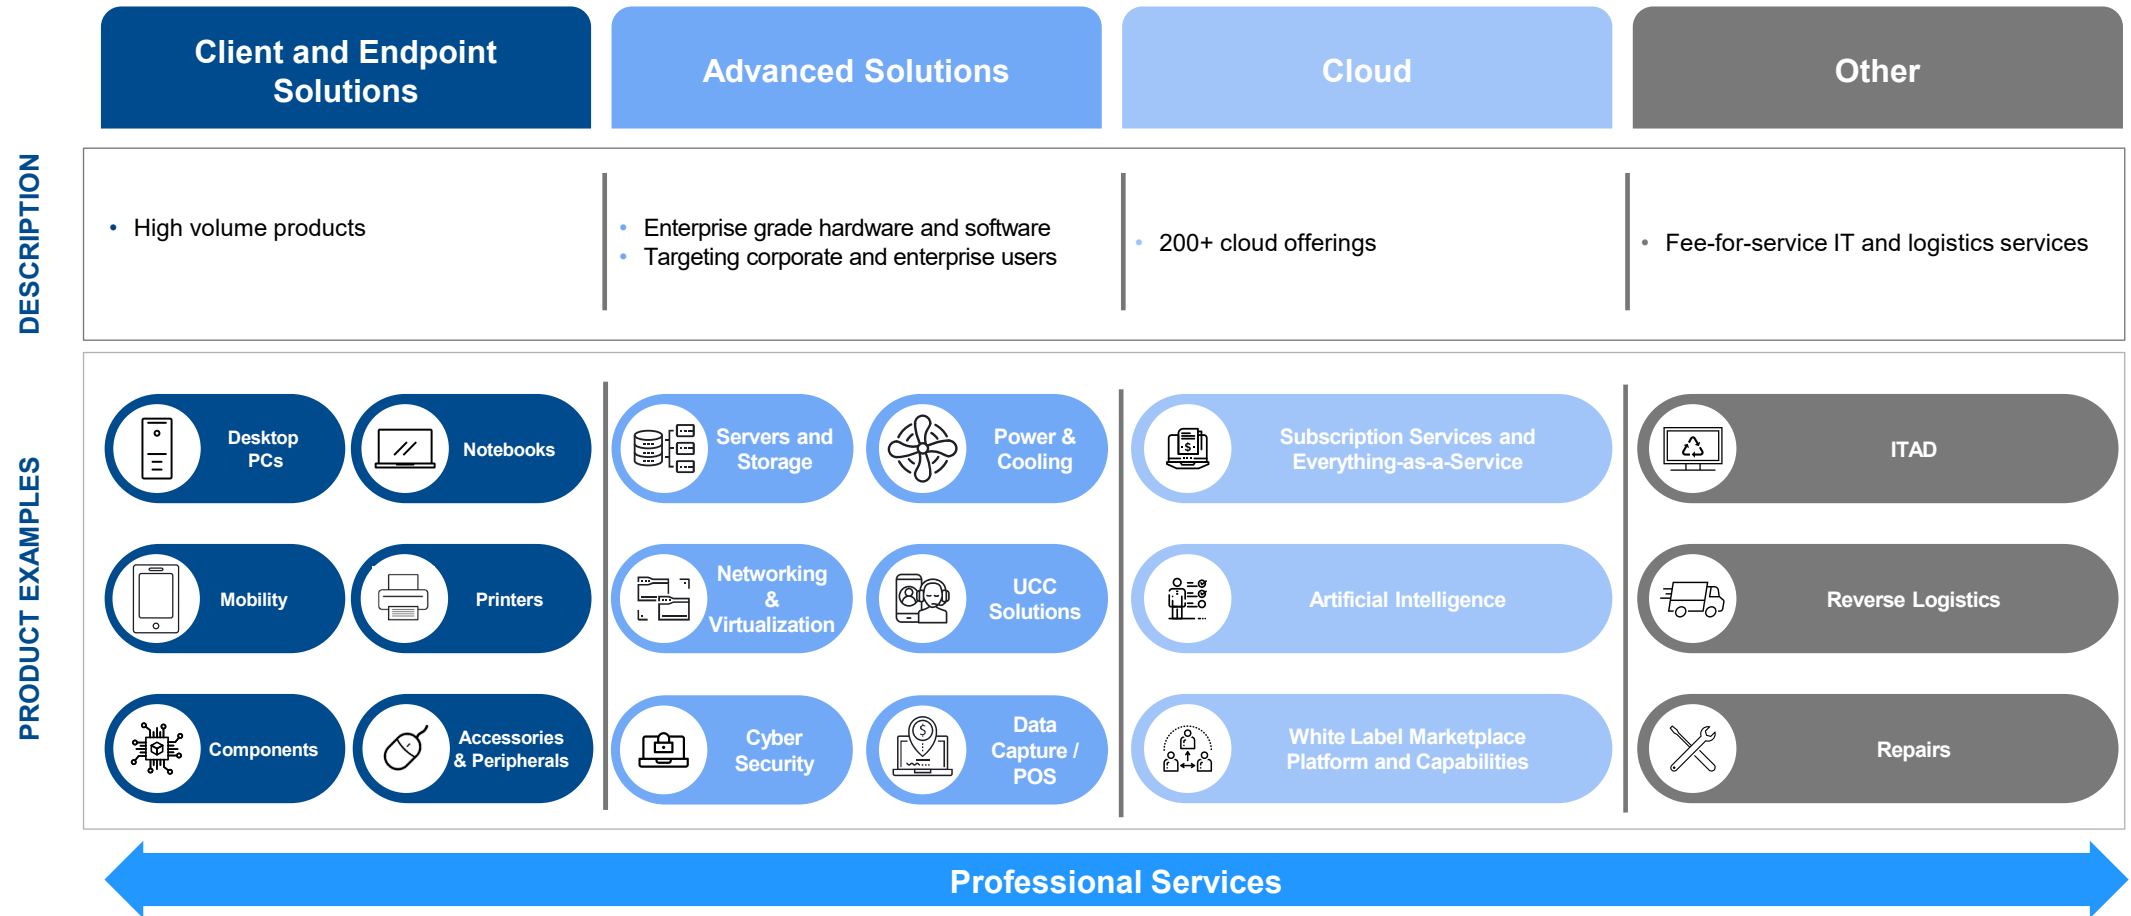 Client and Endpoint
Solutions
Advanced Solutions
Cloud
Other
DESCRIPTION
• High volume products
• Enterprise grade hardware and software
• Targeting corporate and enterprise users
• 200+ cloud offerings
• Fee-for-service IT and logistics services
PRODUCT EXAMPLES
Desktop
PCs
Notebooks
Servers and
Storage
Power &
Cooling
Subscription Services and
Everything-as-a-Service
ITAD
Mobility
Printers
Networking
&
Virtualization
UCC
Solutions
Artificial Intelligence
Reverse Logistics
Components
Accessories
& Peripherals
Cyber
Security
Data
Capture /
POS
White Label Marketplace
Platform and Capabilities
Repairs
Professional Services